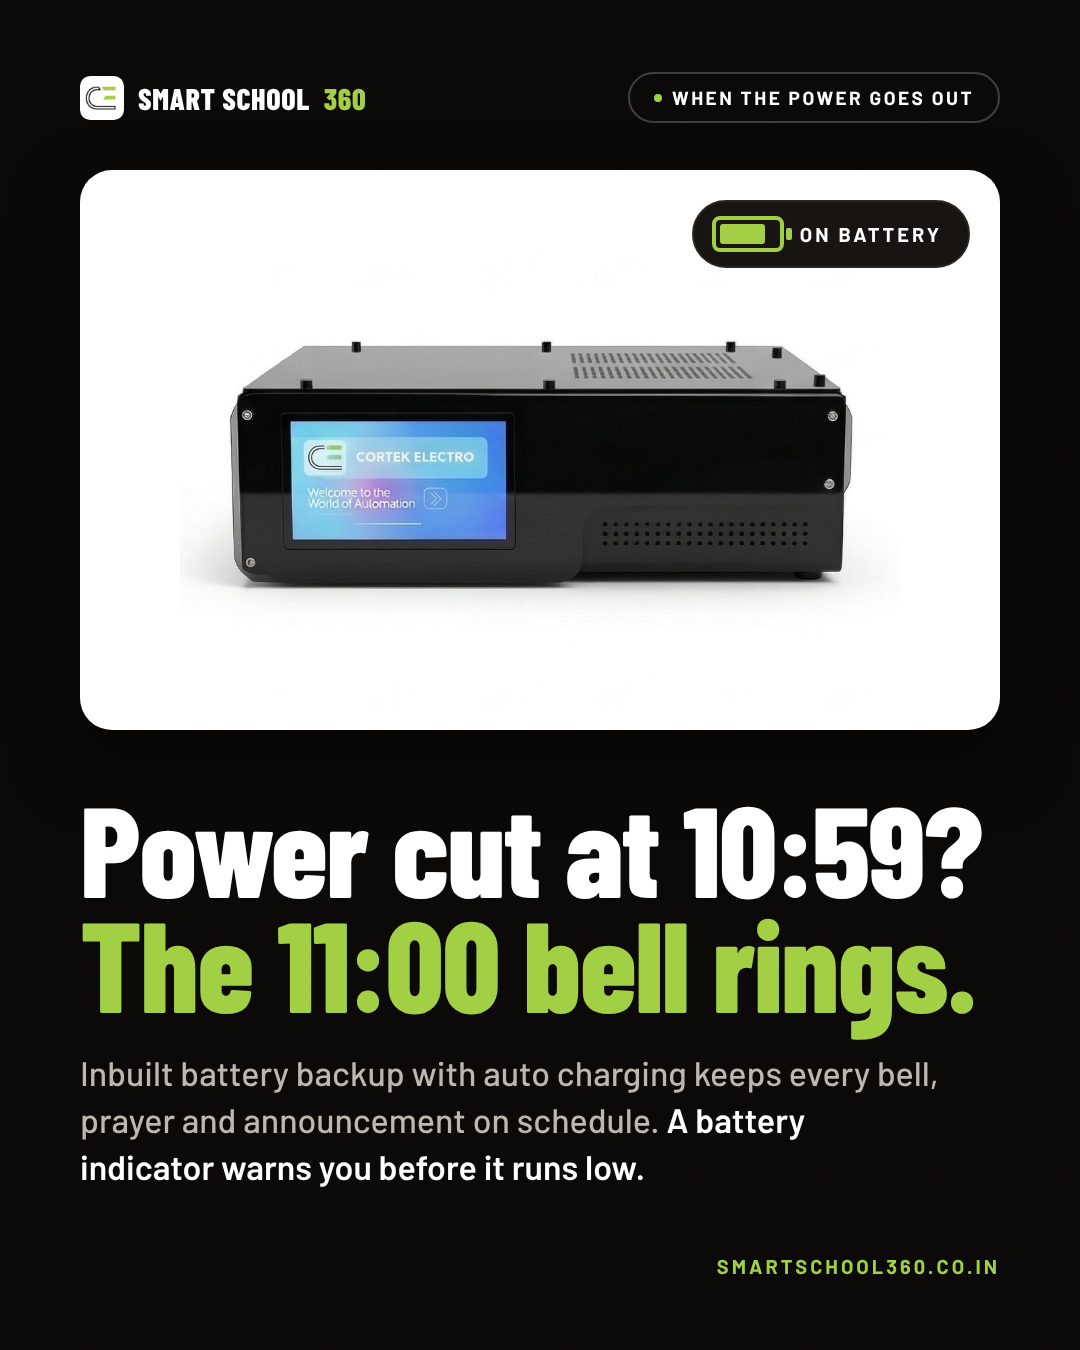 SMART SCHOOL 360
WHEN THE POWER GOES OUT
ON BATTERY
CORTEK ELECTRO
Welcome to the
World of Automation
Power cut at 10:59?
The 11:00 bell rings.
Inbuilt battery backup with auto charging keeps every bell,
prayer and announcement on schedule. A battery
indicator warns you before it runs low.
SMARTSCHOOL360.CO.IN